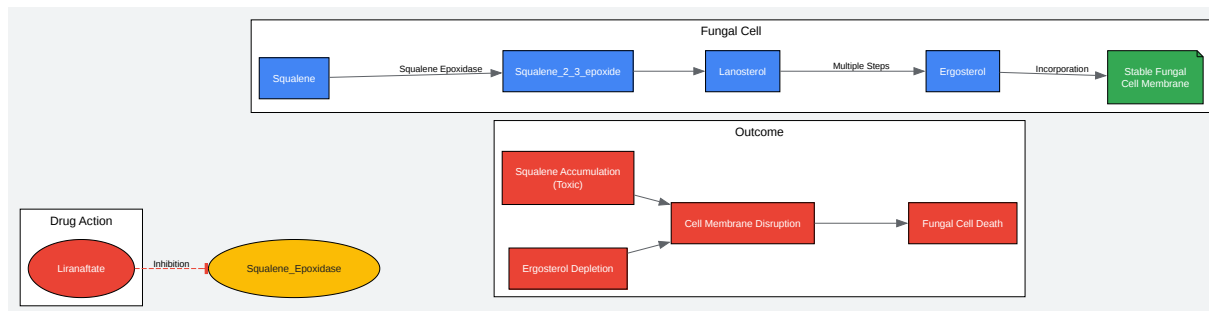 Fungal Cell
Squalene
Squalene Epoxidase
Squalene_2_3_epoxide
Lanosterol
Multiple Steps
Ergosterol
Incorporation
Stable Fungal
Cell Membrane
Outcome
Squalene Accumulation
(Toxic)
Cell Membrane Disruption
Fungal Cell Death
Ergosterol Depletion
Drug Action
Liranaftate
Inhibition
Squalene_Epoxidase